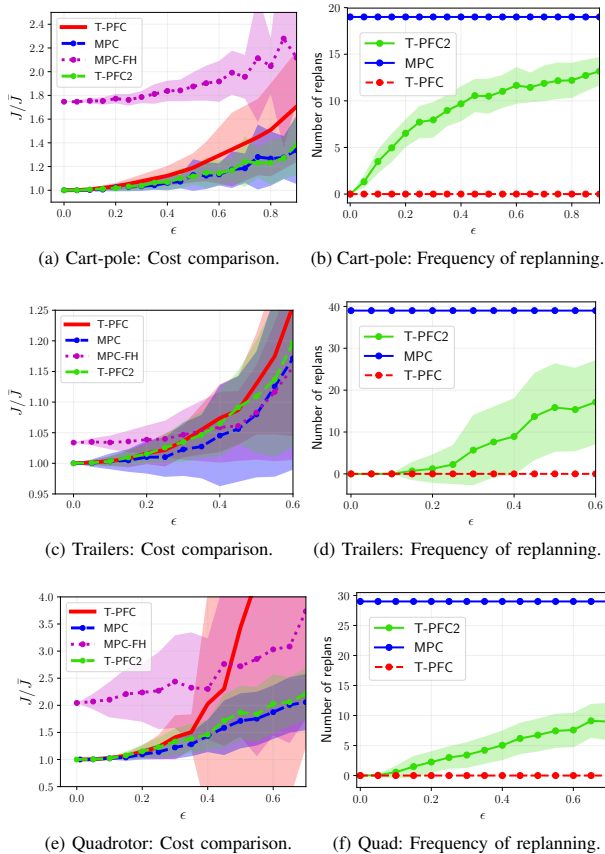 2.4
2.2
2.0
1.8
1.6
1.4
1.2
1.0
J/J̄
T-PFC
MPC
MPC-FH
T-PFC2
0.0 0.2 0.4 0.6 0.8
ϵ
20
15
10
5
0
Number of replans
T-PFC2
MPC
T-PFC
0.0 0.2 0.4 0.6 0.8
ϵ
(a) Cart-pole: Cost comparison.
(b) Cart-pole: Frequency of replanning.
1.25
1.20
1.15
1.10
1.05
1.00
0.95
J/J̄
T-PFC
MPC
MPC-FH
T-PFC2
0.0 0.2 0.4 0.6
ϵ
40
30
20
10
0
Number of replans
T-PFC2
MPC
T-PFC
0.0 0.2 0.4 0.6
ϵ
(c) Trailers: Cost comparison.
(d) Trailers: Frequency of replanning.
4.0
3.5
3.0
2.5
2.0
1.5
1.0
0.5
J/J̄
T-PFC
MPC
MPC-FH
T-PFC2
0.0 0.2 0.4 0.6
ϵ
30
25
20
15
10
5
0
Number of replans
T-PFC2
MPC
T-PFC
0.0 0.2 0.4 0.6
ϵ
(e) Quadrotor: Cost comparison.
(f) Quad: Frequency of replanning.